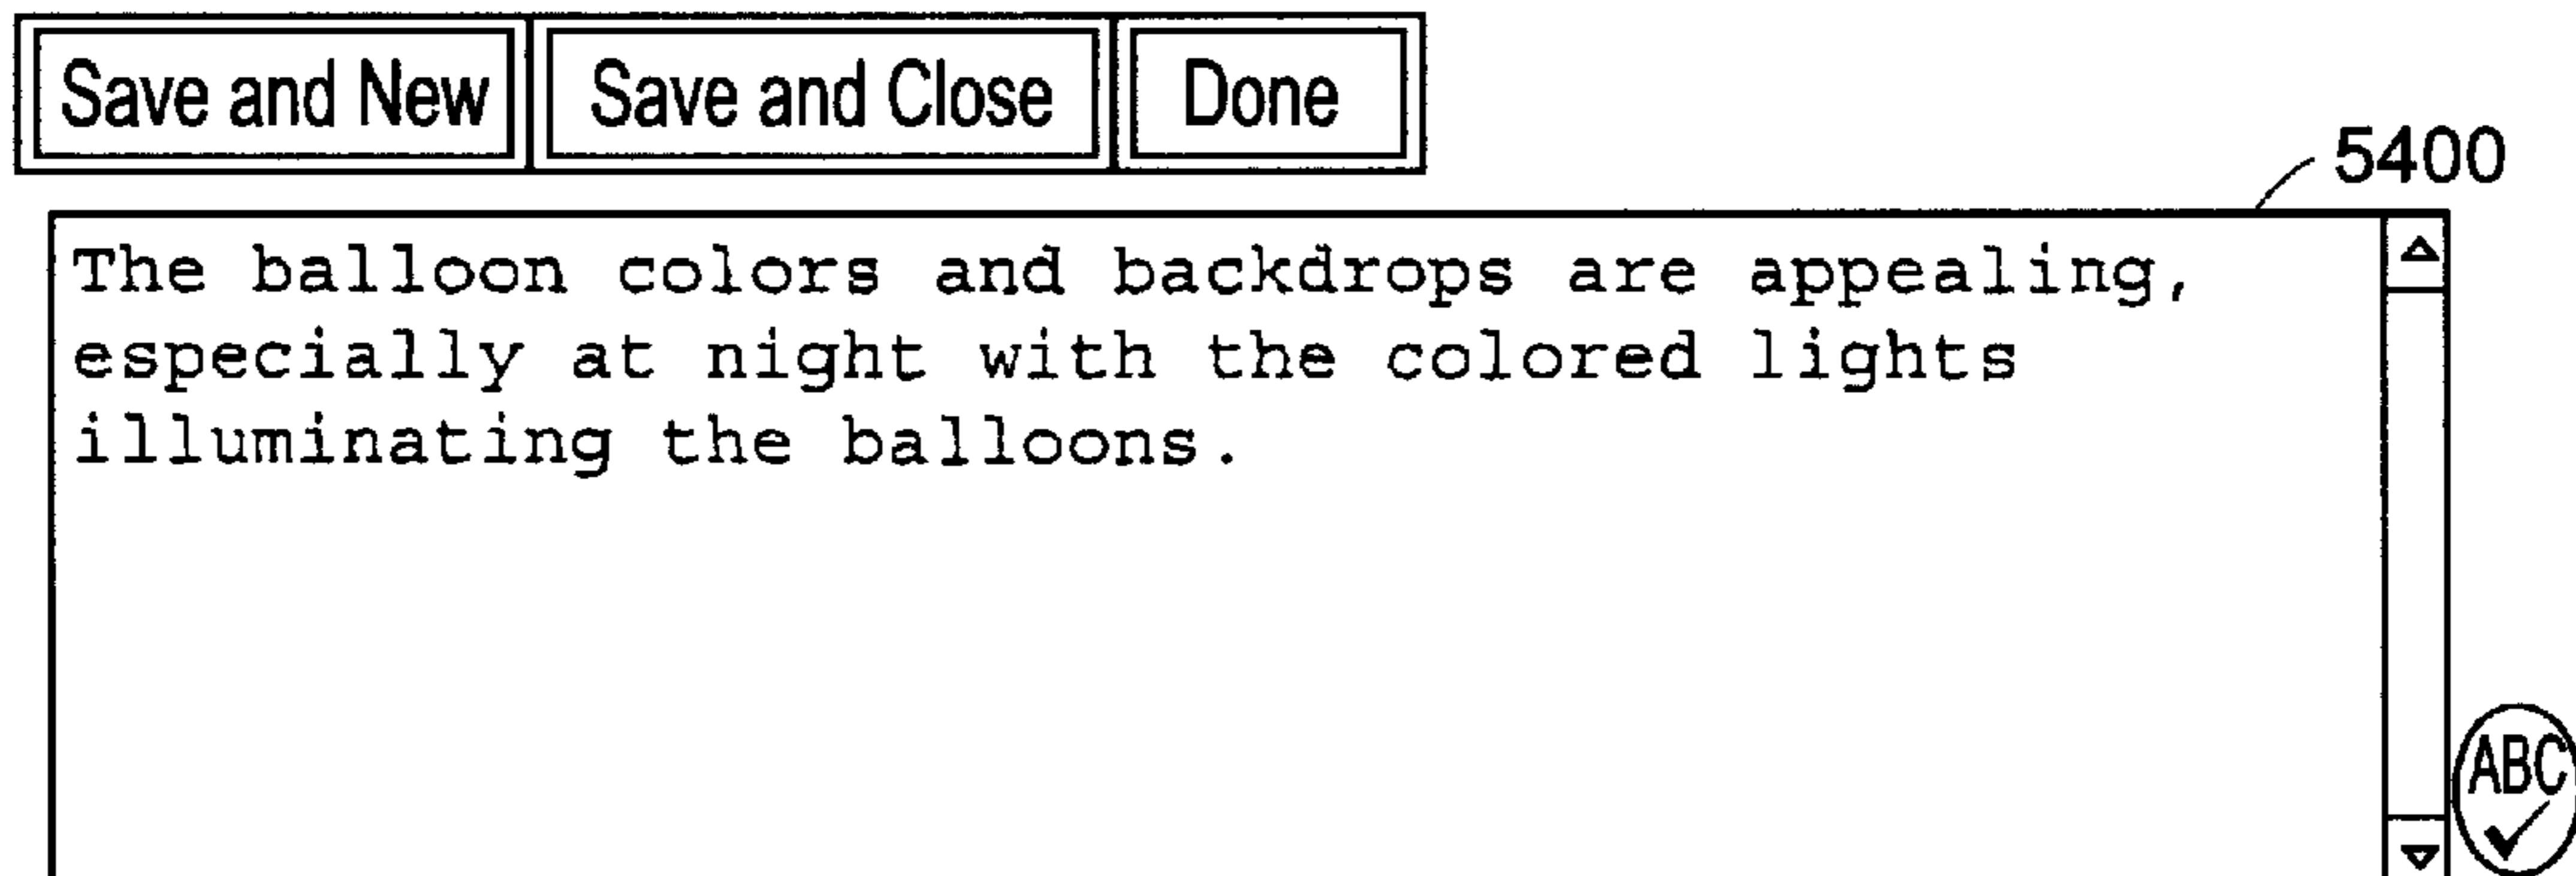 Save and New Save and Close Done
5400
The balloon colors and backdrops are appealing,
especially at night with the colored lights
illuminating the balloons.
ABC